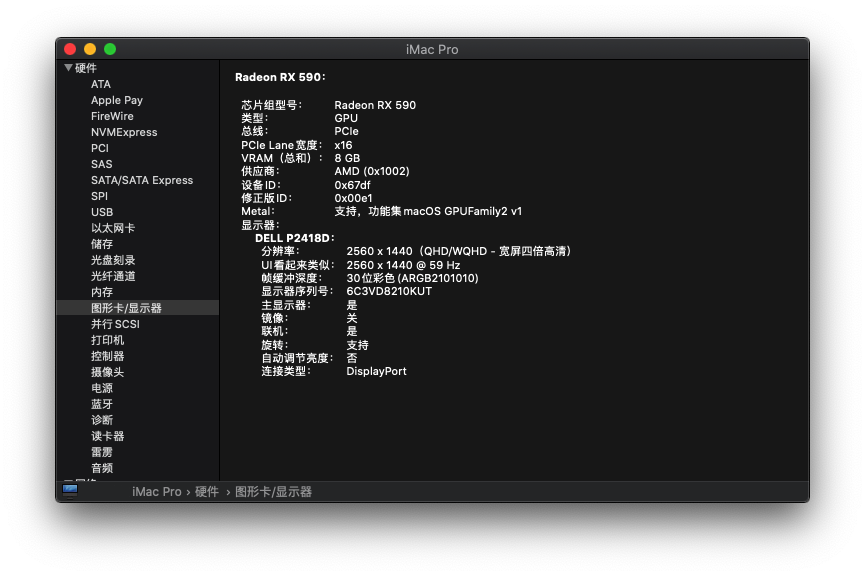 iMac Pro
硬件
ATA
Apple Pay
FireWire
NVMExpress
PCI
SAS
SATA/SATA Express
SPI
USB
以太网卡
储存
光盘刻录
光纤通道
内存
图形卡/显示器
并行SCSI
打印机
控制器
摄像头
电源
蓝牙
诊断
读卡器
雷雳
音频
Radeon RX 590：
芯片组型号： Radeon RX 590
类型： GPU
总线： PCIe
PCIe Lane宽度： x16
VRAM（总和）： 8 GB
供应商： AMD (0x1002)
设备ID： 0x67df
修正版ID： 0x00e1
Metal： 支持，功能集macOS GPUFamily2 v1
显示器：
DELL P2418D：
分辨率： 2560 x 1440（QHD/WQHD - 宽屏四倍高清）
UI看起来类似： 2560 x 1440 @ 59 Hz
帧缓冲深度： 30位彩色 (ARGB2101010)
显示器序列号： 6C3VD8210KUT
主显示器： 是
镜像： 关
联机： 是
旋转： 支持
自动调节亮度： 否
连接类型： DisplayPort
iMac Pro › 硬件 › 图形卡/显示器